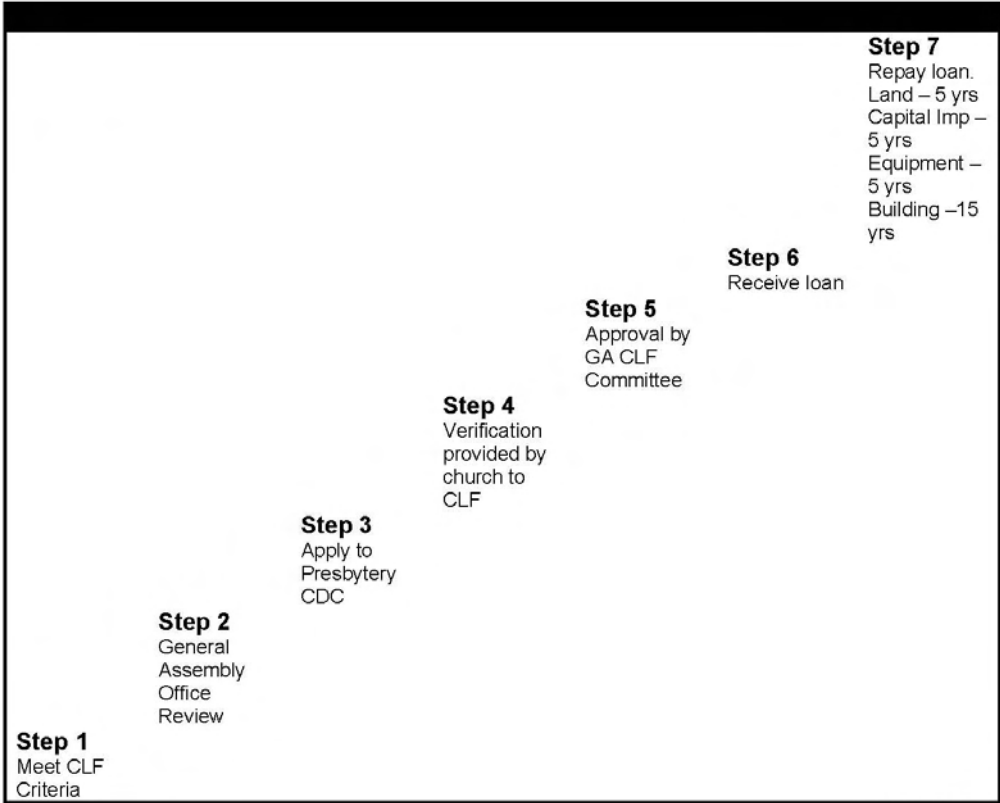 Step 1
Meet CLF
Criteria
Step 2
General
Assembly
Office
Review
Step 3
Apply to
Presbytery
CDC
Step 4
Verification
provided by
church to
CLF
Step 5
Approval by
GA CLF
Committee
Step 6
Receive loan
Step 7
Repay loan.
Land – 5 yrs
Capital Imp –
5 yrs
Equipment –
5 yrs
Building –15
yrs